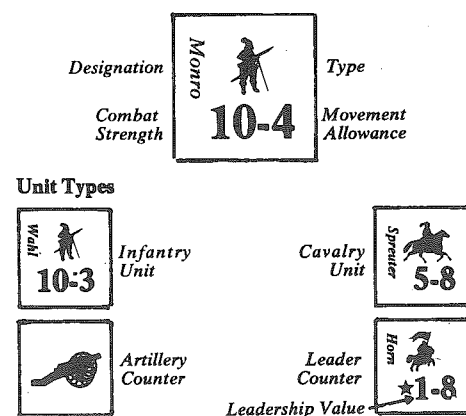 Designation
Monro
Type
Combat
Strength
10-4
Movement
Allowance
Unit Types
Wahl
10-3
Infantry
Unit
Cavalry
Unit
Spreuter
5-8
Artillery
Counter
Leader
Counter
Horn
1-8
Leadership Value